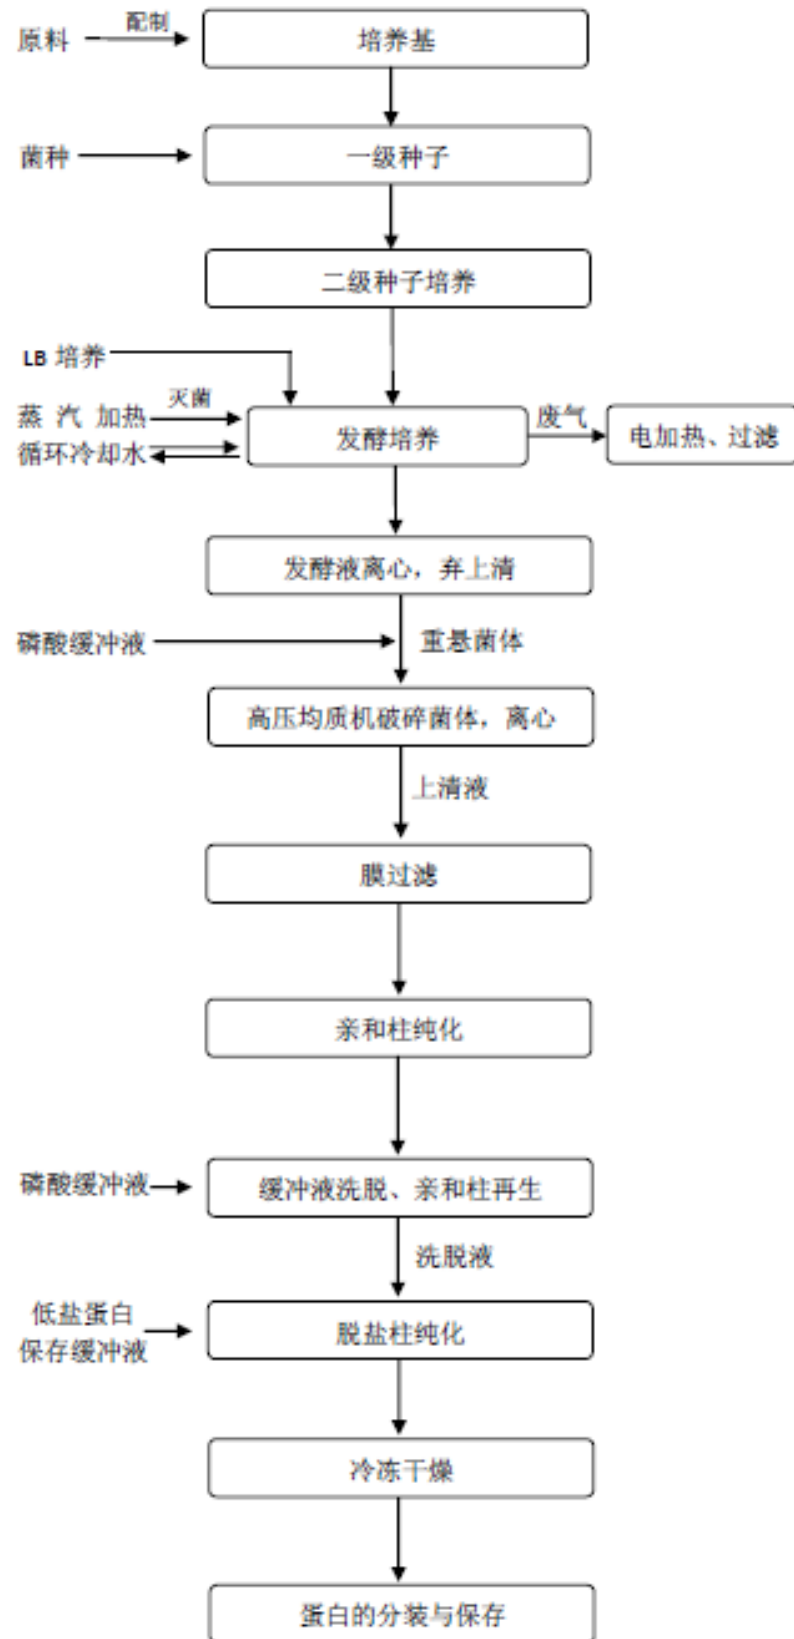 原料
配制
培养基
菌种
一级种子
二级种子培养
LB 培养
蒸 汽 加热
灭菌
循环冷却水
发酵培养
废气
电加热、过滤
发酵液离心，弃上清
磷酸缓冲液
重悬菌体
高压均质机破碎菌体，离心
上清液
膜过滤
亲和柱纯化
磷酸缓冲液
缓冲液洗脱、亲和柱再生
洗脱液
低盐蛋白
保存缓冲液
脱盐柱纯化
冷冻干燥
蛋白的分装与保存